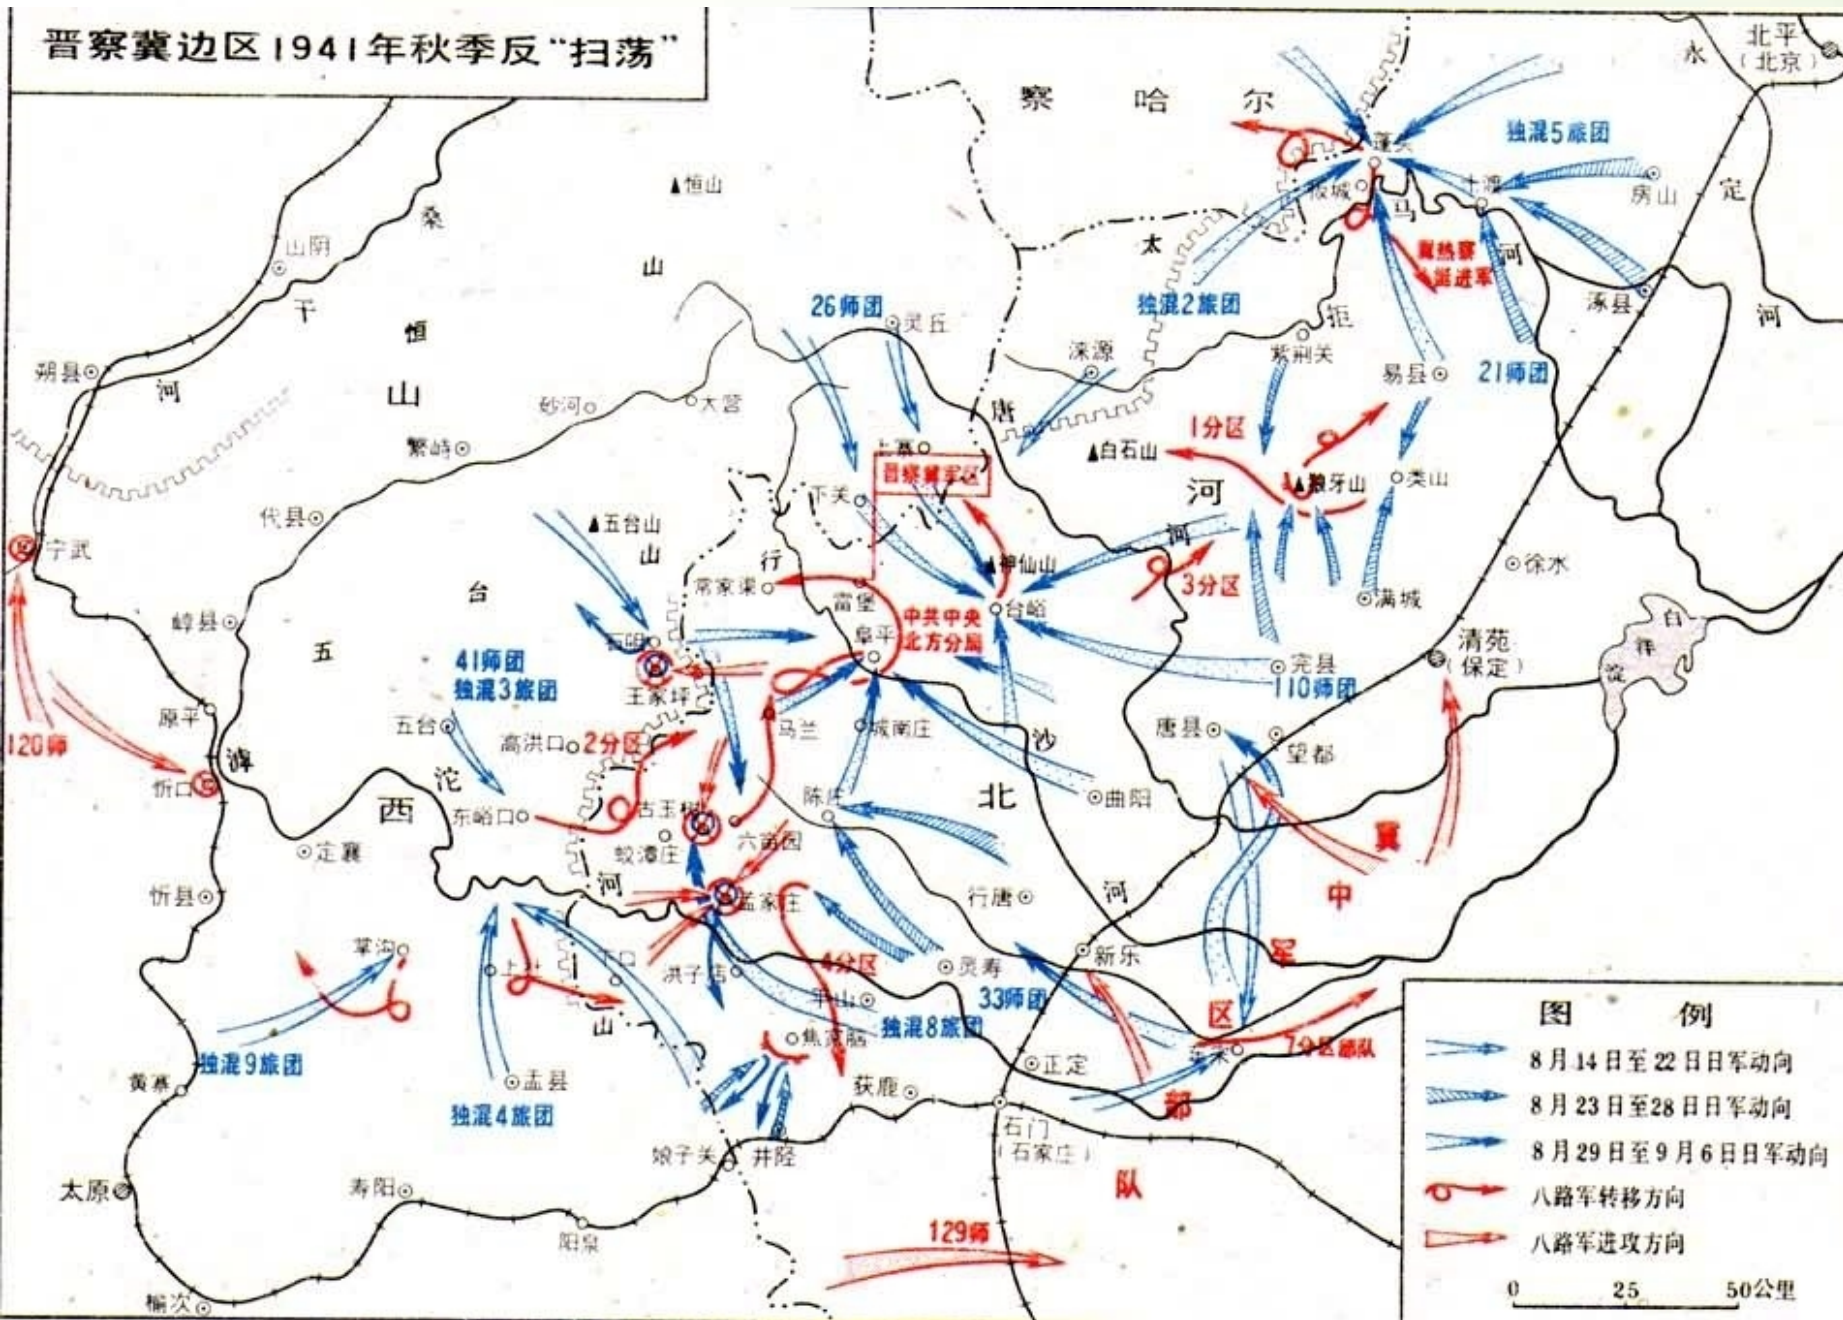 晋察冀边区1941年秋季反“扫荡”
北平
（北京）
永
定
河
察 哈 尔
独混5旅团
房山
十渡
马
河
涿县
冀热察
挺进军
太
独混2旅团
拒
紫荆关
易县
21师团
涞源
26师团
灵丘
▲恒山
山
桑
干
河
恒
山
山阴
朔县
砂河
大营
繁峙
代县
上寨
晋察冀军区
下关
唐
河
▲白石山
1分区
▲狼牙山
娄山
▲五台山
山
行
常家渠
▲神仙山
台峪
河
3分区
满城
徐水
宁武
崞县
五
台
雷堡
阜平
中共中央
北方分局
完县
110师团
清苑
（保定）
白
洋
淀
41师团
独混3旅团
王家坪
原平
五台
高洪口
2分区
马兰
城南庄
沙
唐县
望都
120师
忻口
滹
沱
西
东峪口
古玉树
陈庄
北
曲阳
定襄
蛟潭庄
六亩园
冀
忻县
河
孟家庄
行唐
河
中
军
新乐
4分区
洪子店
灵寿
33师团
平山
独混8旅团
山
焦家脑
区
7分区部队
独混9旅团
黄寨
盂县
独混4旅团
获鹿
正定
部
石门
（石家庄）
娘子关
井陉
队
太原
寿阳
阳泉
榆次
129师
图 例
8月14日至22日日军动向
8月23日至28日日军动向
8月29日至9月6日日军动向
八路军转移方向
八路军进攻方向
0 25 50公里